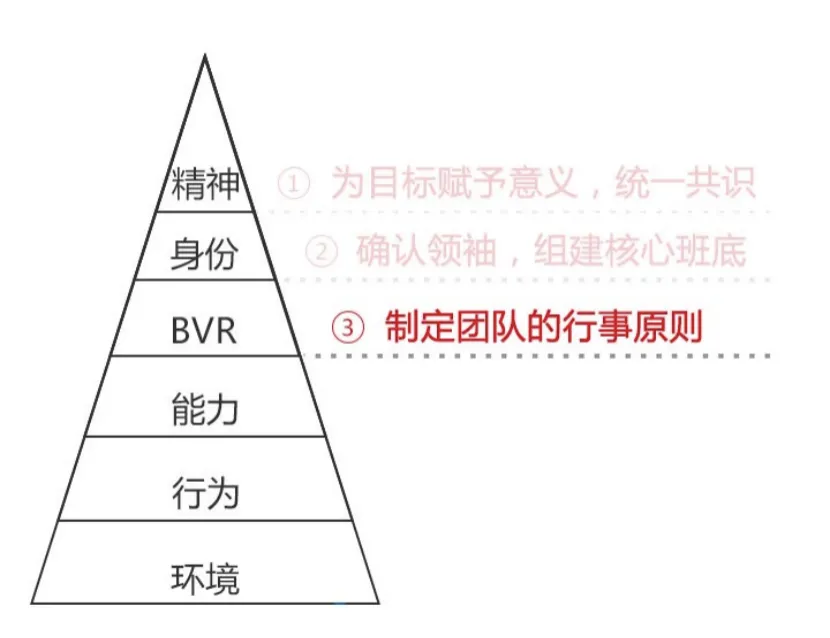 精神
① 为目标赋予意义，统一共识
身份
② 确认领袖，组建核心班底
BVR
③ 制定团队的行事原则
能力
行为
环境